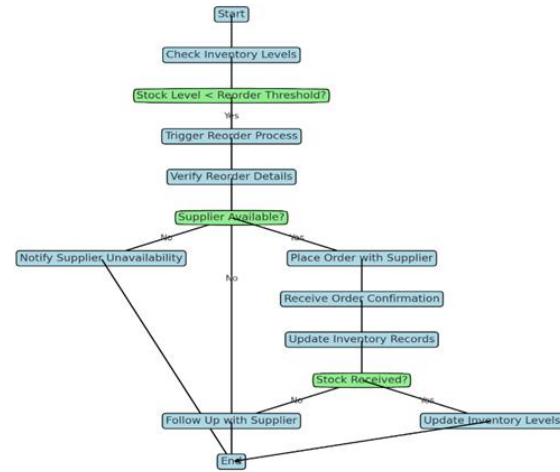 Start
Check Inventory Levels
Stock Level < Reorder Threshold?
Yes
Trigger Reorder Process
Verify Reorder Details
Supplier Available?
No
Yes
Notify Supplier Unavailability
Place Order with Supplier
No
Receive Order Confirmation
Update Inventory Records
Stock Received?
No
Yes
Follow Up with Supplier
Update Inventory Levels
End